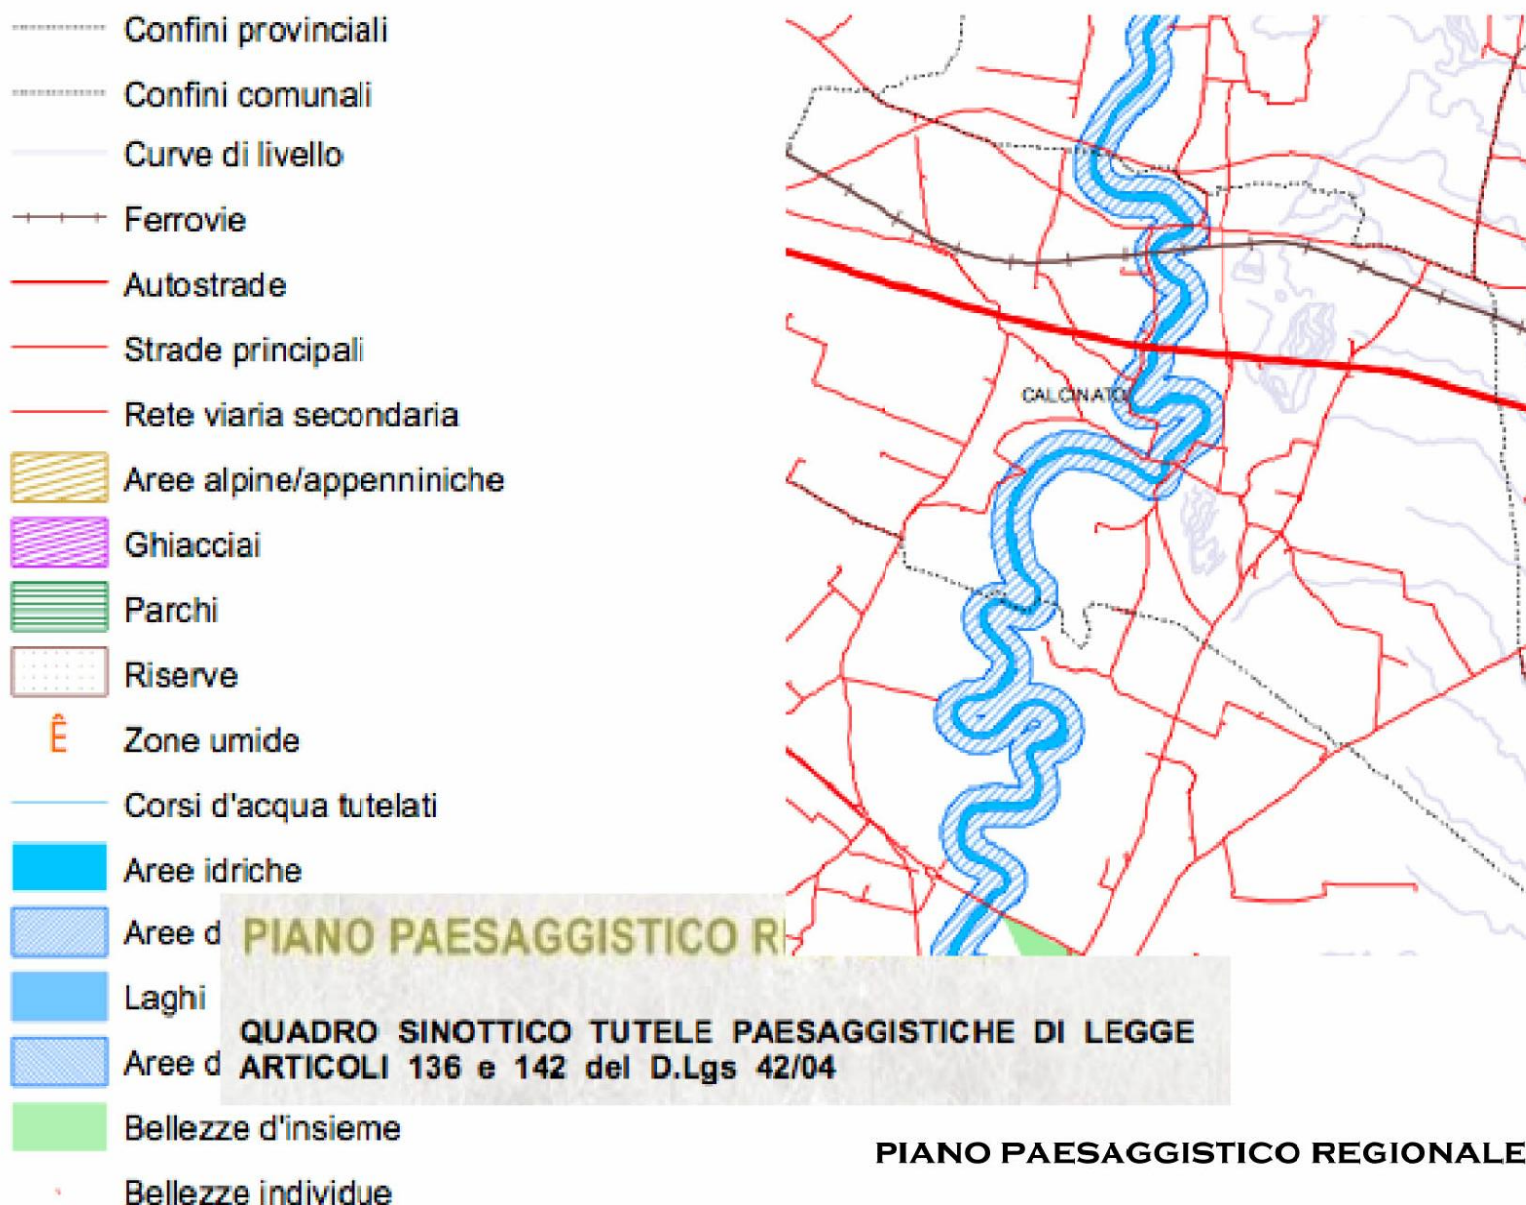 Confini provinciali
Confini comunali
Curve di livello
Ferrovie
Autostrade
Strade principali
Rete viaria secondaria
Aree alpine/appenniniche
Ghiacciai
Parchi
Riserve
Ê Zone umide
Corsi d'acqua tutelati
Aree idriche
Aree d
Laghi
Aree d
Bellezze d'insieme
Bellezze individue
CALCINATO
PIANO PAESAGGISTICO R
QUADRO SINOTTICO TUTELE PAESAGGISTICHE DI LEGGE
ARTICOLI 136 e 142 del D.Lgs 42/04
PIANO PAESAGGISTICO REGIONALE